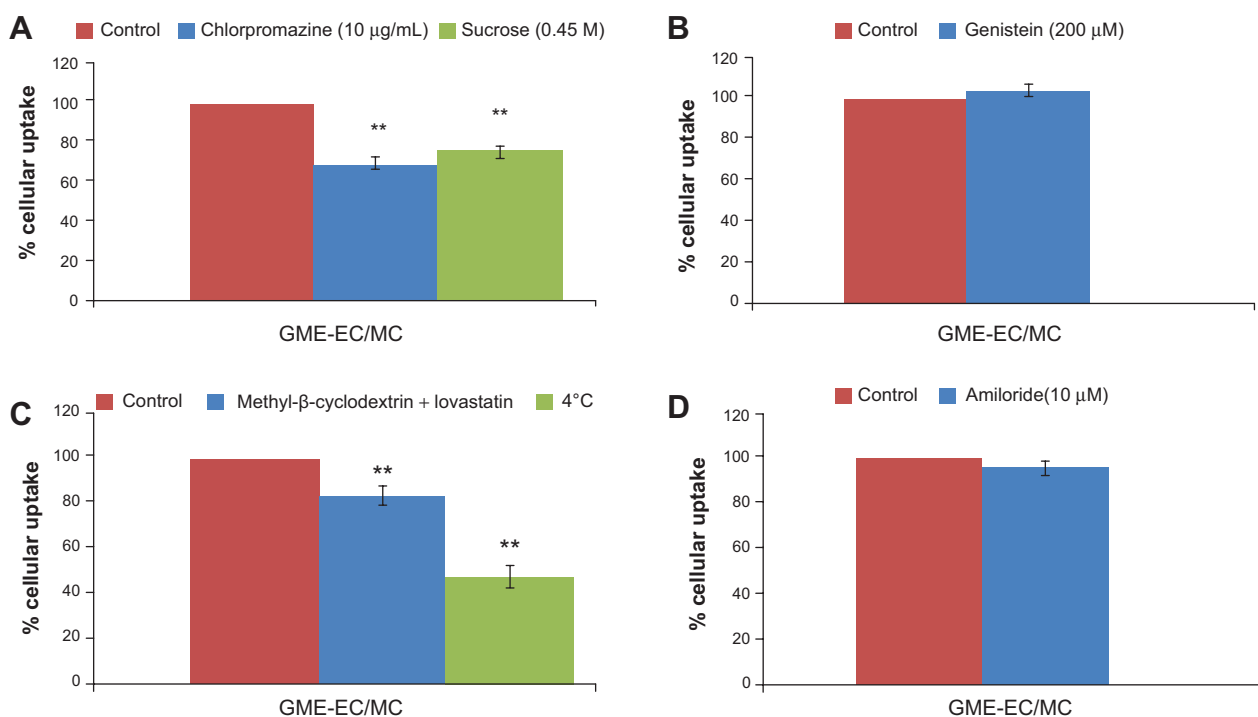 A
Control Chlorpromazine (10 µg/mL) Sucrose (0.45 M)
% cellular uptake
120
100
80
60
40
20
0
**
**
GME-EC/MC
B
Control Genistein (200 µM)
% cellular uptake
120
100
80
60
40
20
0
GME-EC/MC
C
Control Methyl-β-cyclodextrin + lovastatin 4°C
% cellular uptake
120
100
80
60
40
20
0
**
**
GME-EC/MC
D
Control Amiloride(10 µM)
% cellular uptake
120
100
80
60
40
20
0
GME-EC/MC